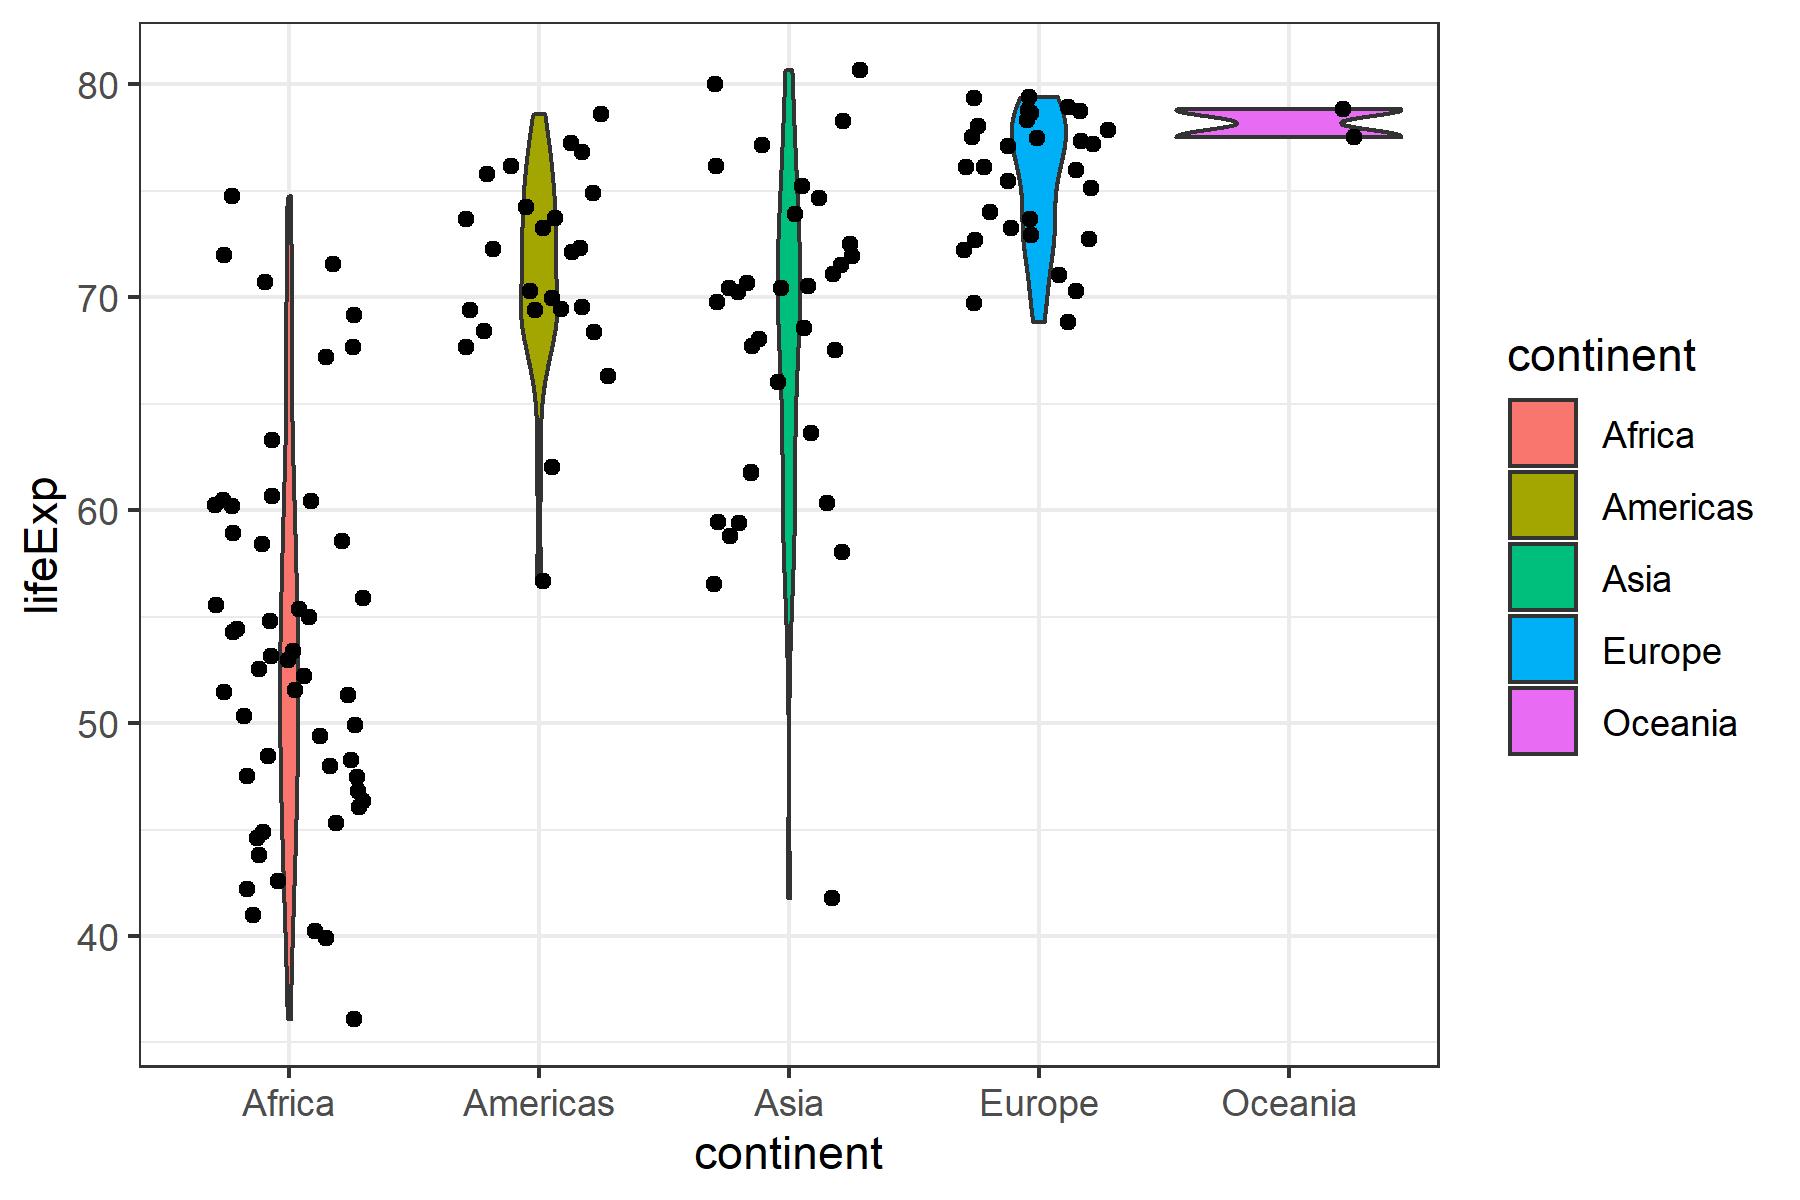 lifeExp
80
70
60
50
40
Africa
Americas
Asia
Europe
Oceania
continent
continent
Africa
Americas
Asia
Europe
Oceania